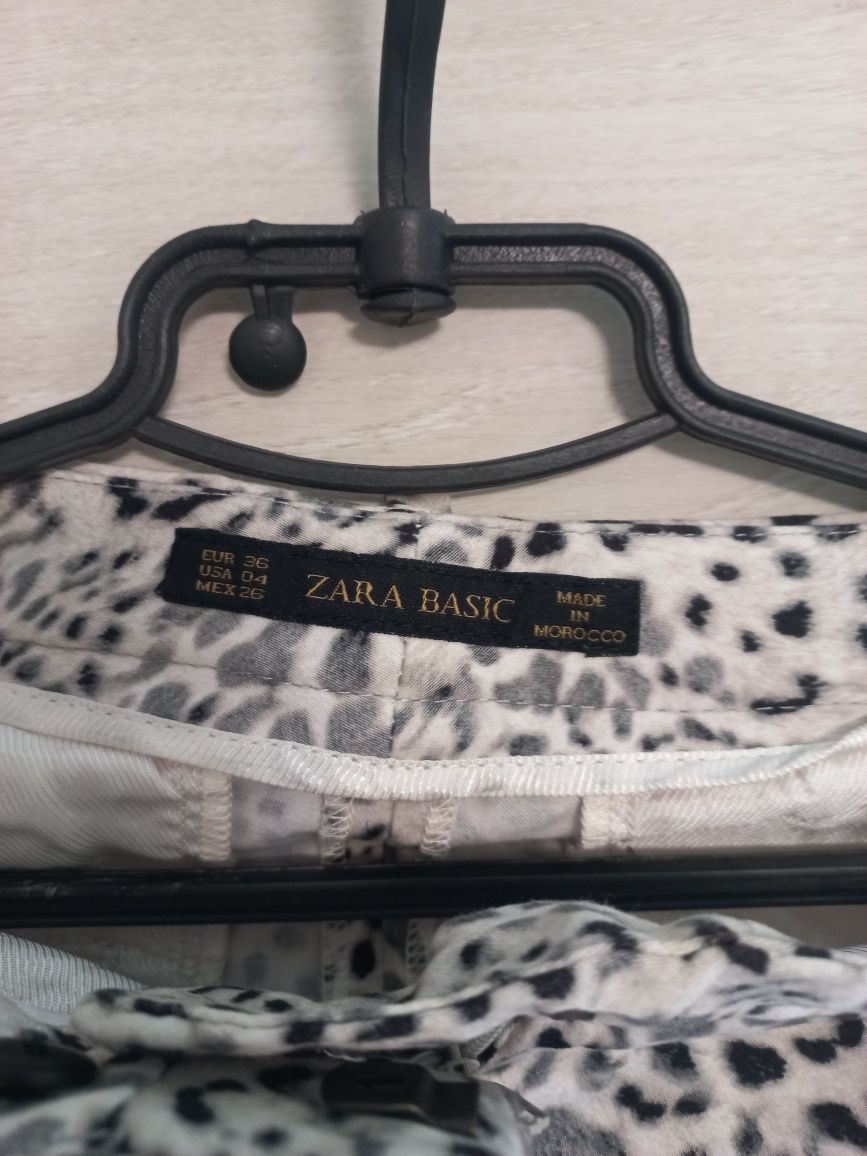 EUR 36
USA 04
MEX 26
ZARA BASIC
MADE
IN
MOROCCO